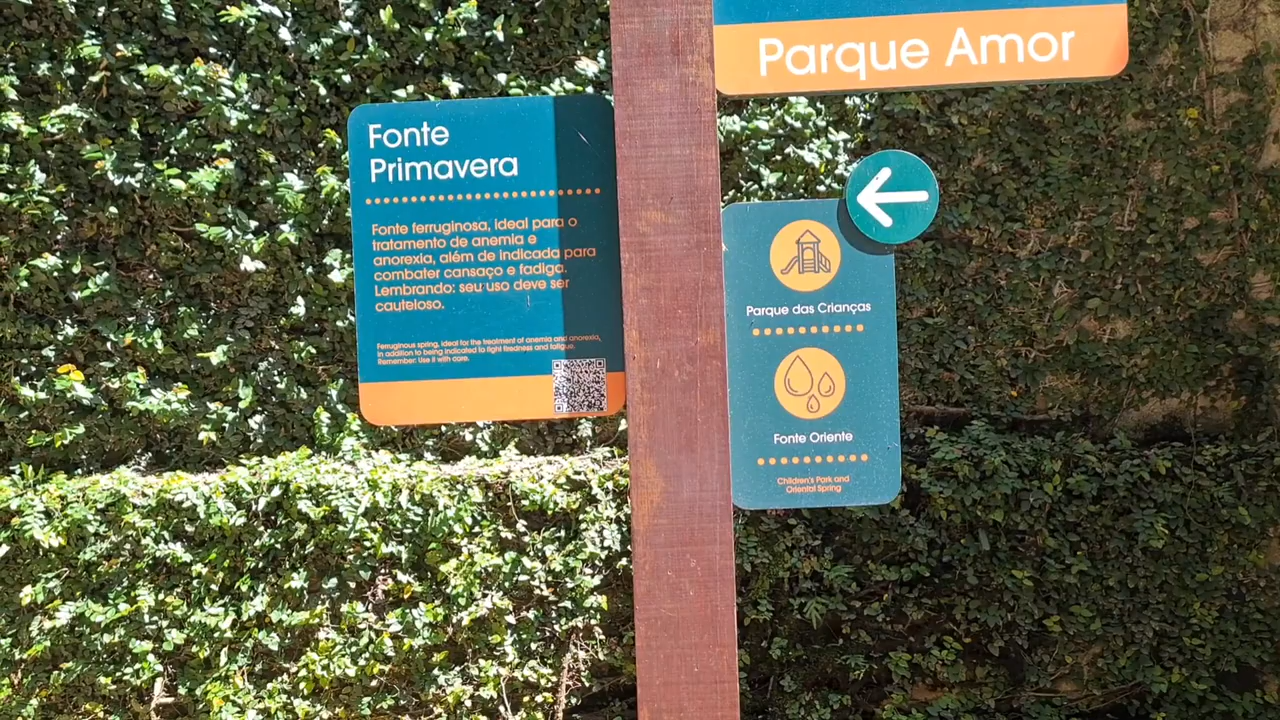 Parque Amor
Fonte
Primavera
Fonte ferruginosa, ideal para o
tratamento de anemia e
anorexia, além de indicada para
combater cansaço e fadiga.
Lembrando: seu uso deve ser
cauteloso.
Ferruginous spring, ideal for the treatment of anemia and anorexia,
in addition to being indicated to fight tiredness and fatigue.
Remember: Use it with care.
Parque das Crianças
Fonte Oriente
Children's Park and
Oriental Spring